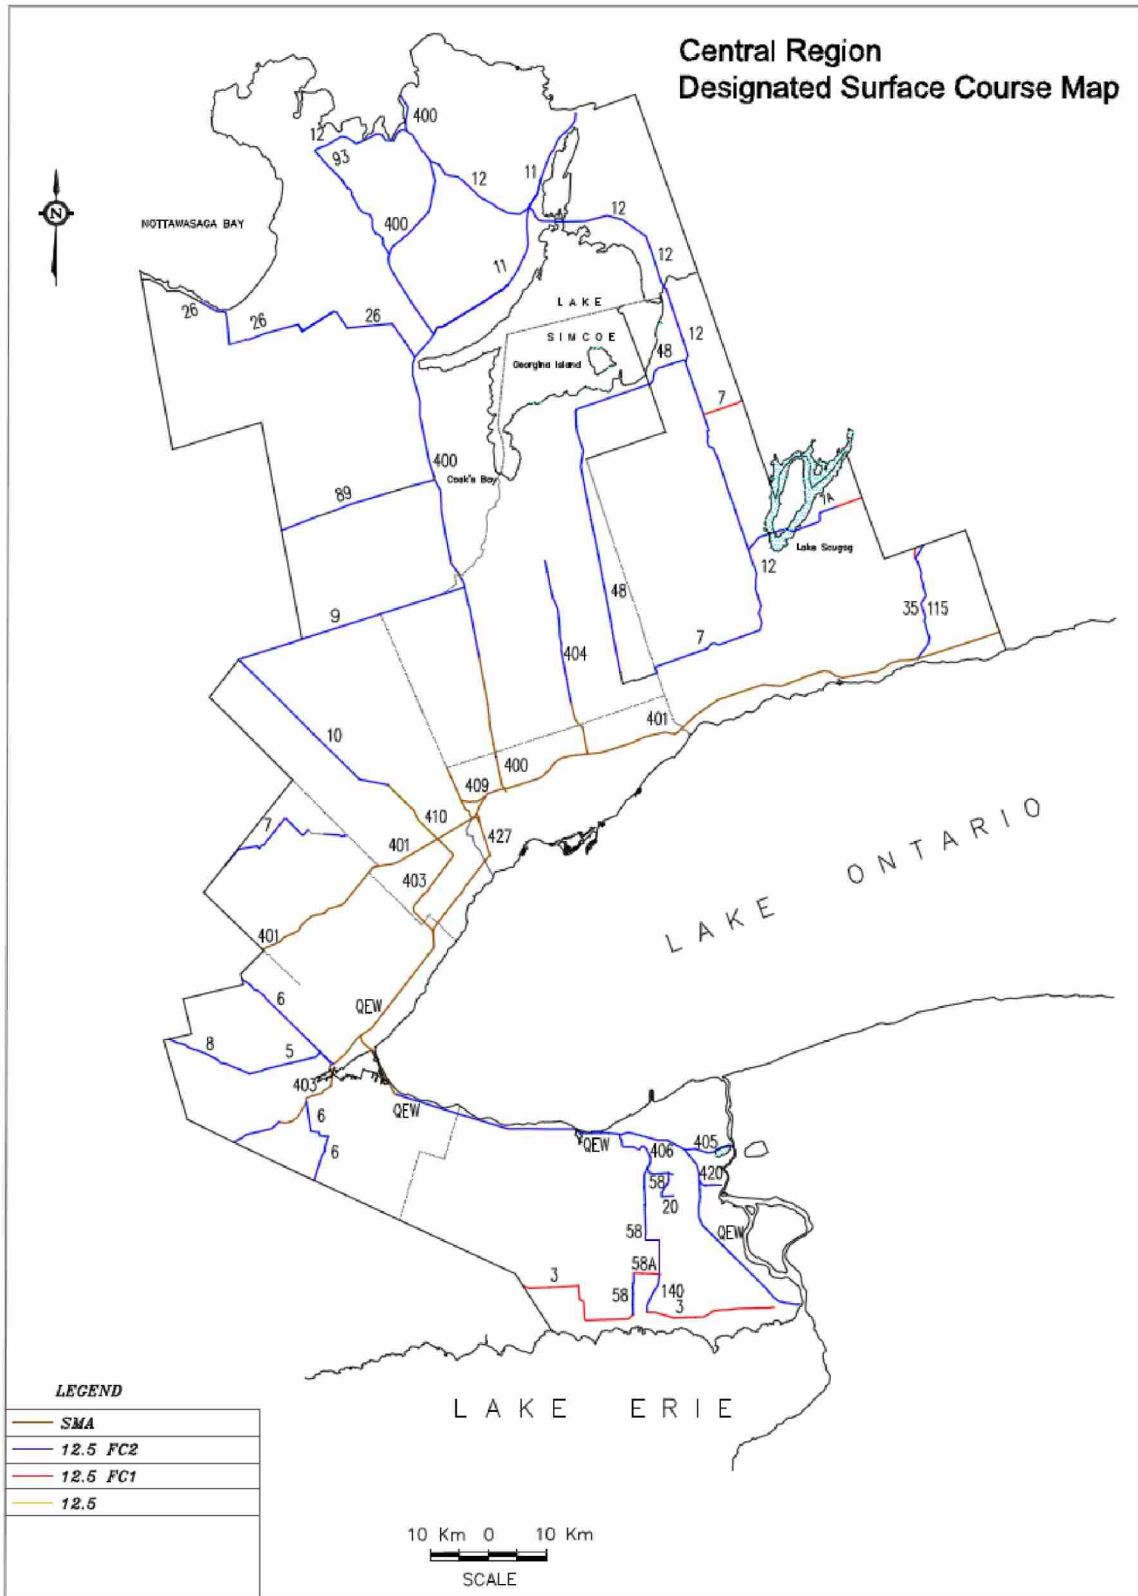 Central Region
Designated Surface Course Map
400
12
93
11
12
12
NOTTAWASAGA BAY
N
400
12
11
26
LAKE
26
26
SIMCOE
12
48
Georgina Island
7
400
Cook's Bay
89
7A
Lake Scugog
12
48
9
35
115
7
404
401
10
400
409
410
427
7
401
403
LAKE ONTARIO
401
6
QEW
8
5
403
QEW
6
QEW
405
6
406
58
420
20
58
QEW
58A
3
58
140
3
LAKE ERIE
LEGEND
SMA
12.5 FC2
12.5 FC1
12.5
10 Km 0 10 Km
SCALE